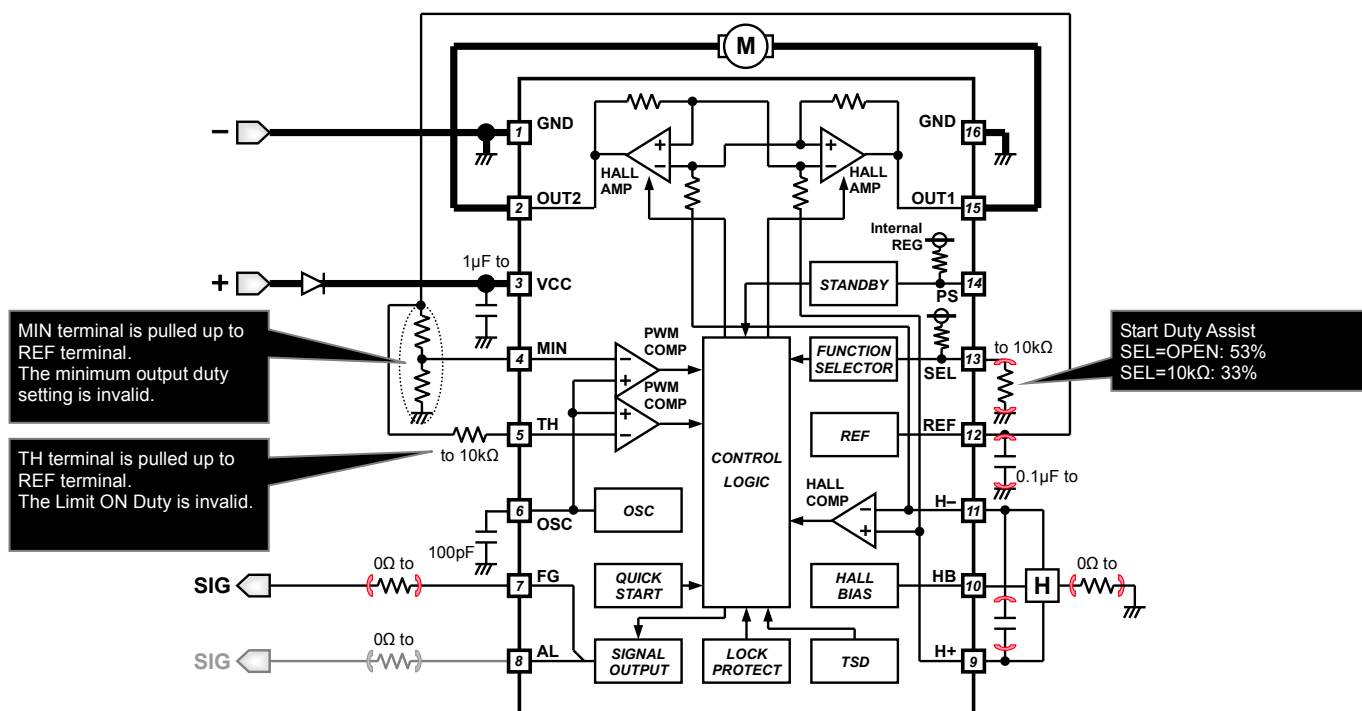 M
−
1
GND
GND
16
HALL
AMP
HALL
AMP
2
OUT2
OUT1
15
Internal
REG
+
1µF to
3
VCC
STANDBY
14
PS
MIN terminal is pulled up to
REF terminal.
The minimum output duty
setting is invalid.
4
MIN
PWM
COMP
PWM
COMP
FUNCTION
SELECTOR
SEL
13
to 10kΩ
Start Duty Assist
SEL=OPEN: 53%
SEL=10kΩ: 33%
5
TH
to 10kΩ
REF
REF
12
0.1µF to
TH terminal is pulled up to
REF terminal.
The Limit ON Duty is invalid.
CONTROL
LOGIC
HALL
COMP
6
OSC
OSC
100pF
H−
11
SIG
0Ω to
7
FG
QUICK
START
HALL
BIAS
HB
10
H
0Ω to
SIG
0Ω to
8
AL
SIGNAL
OUTPUT
LOCK
PROTECT
TSD
H+
9
+
−
+
−
−
+
+
−
−
+